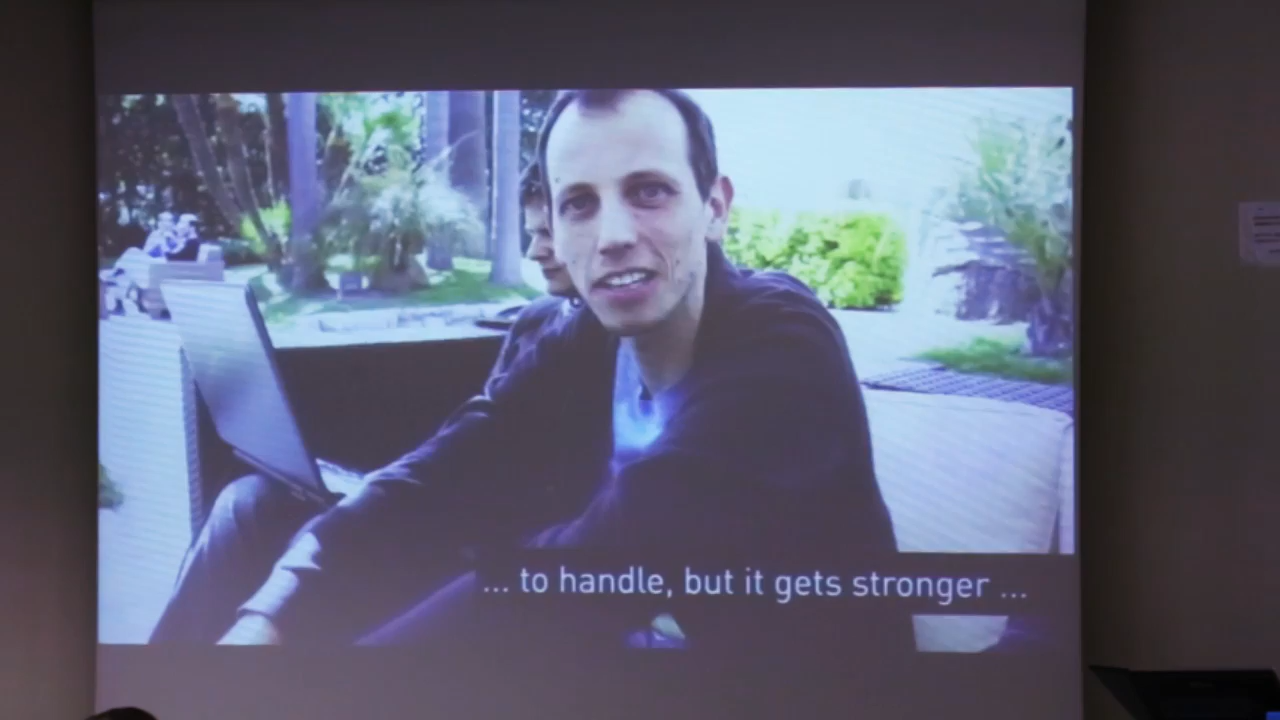 ... to handle, but it gets stronger ...